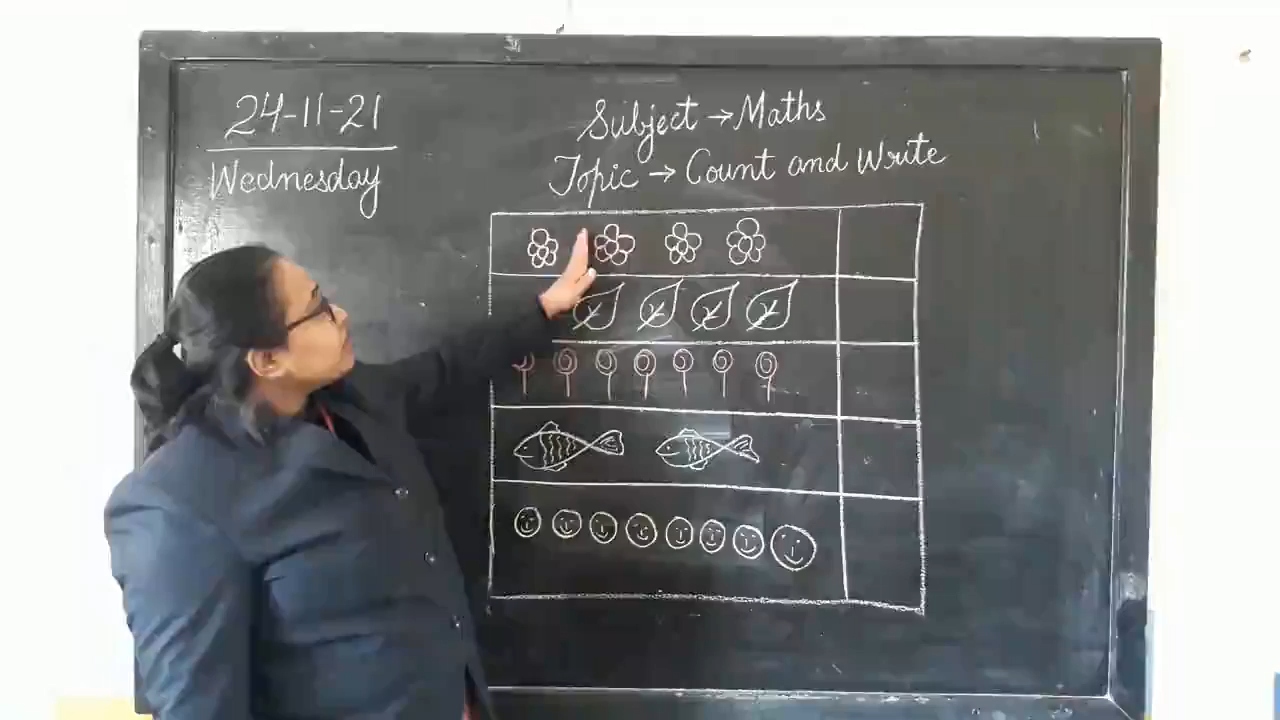 24-11-21
Wednesday
Subject → Maths
Topic → Count and Write